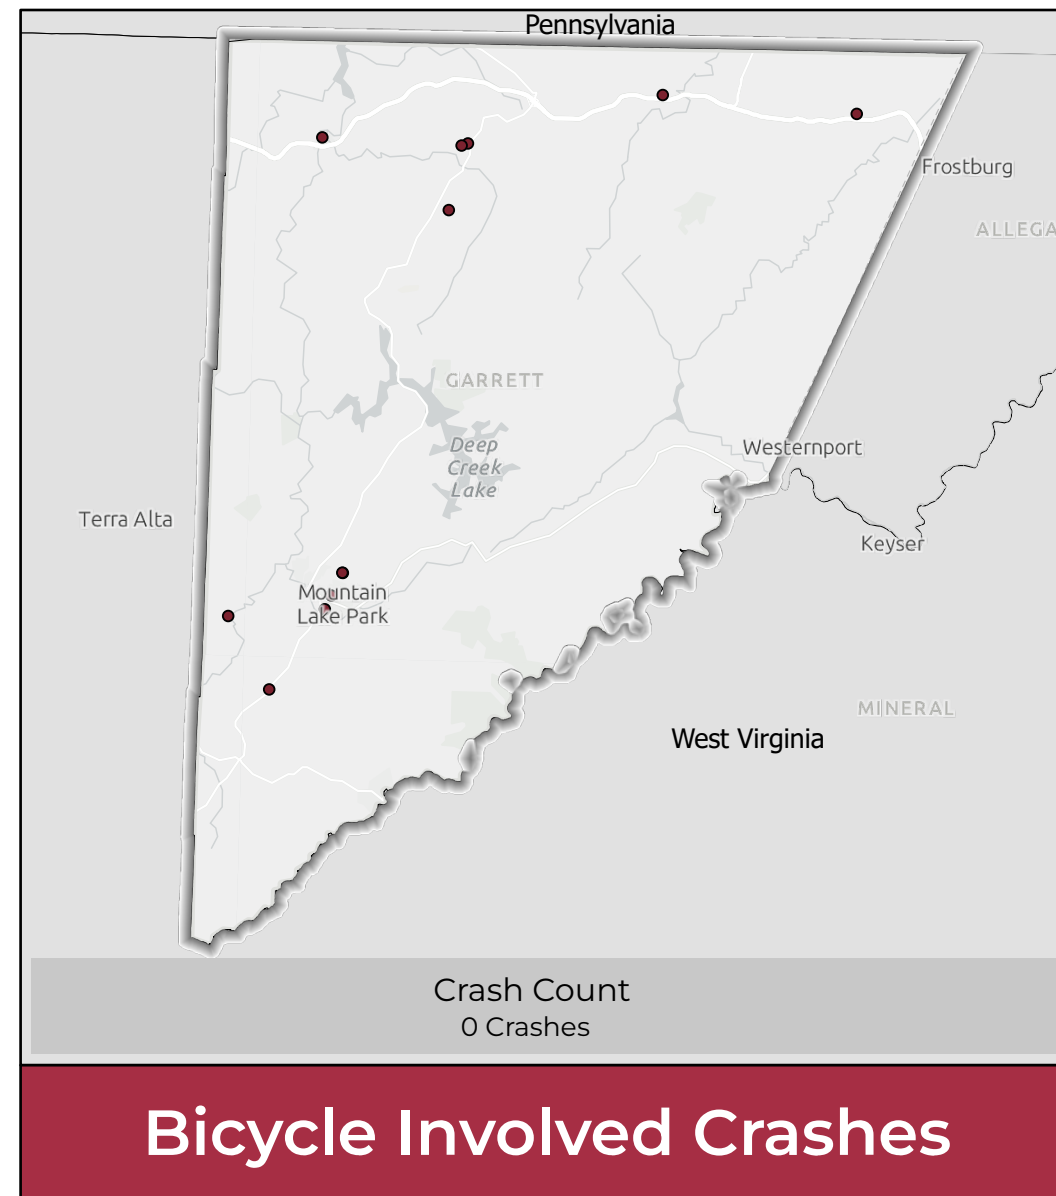 Pennsylvania
Frostburg
ALLEGA
GARRETT
Deep
Creek
Lake
Westernport
Terra Alta
Keyser
Mountain
Lake Park
MINERAL
West Virginia
Crash Count
0 Crashes
Bicycle Involved Crashes